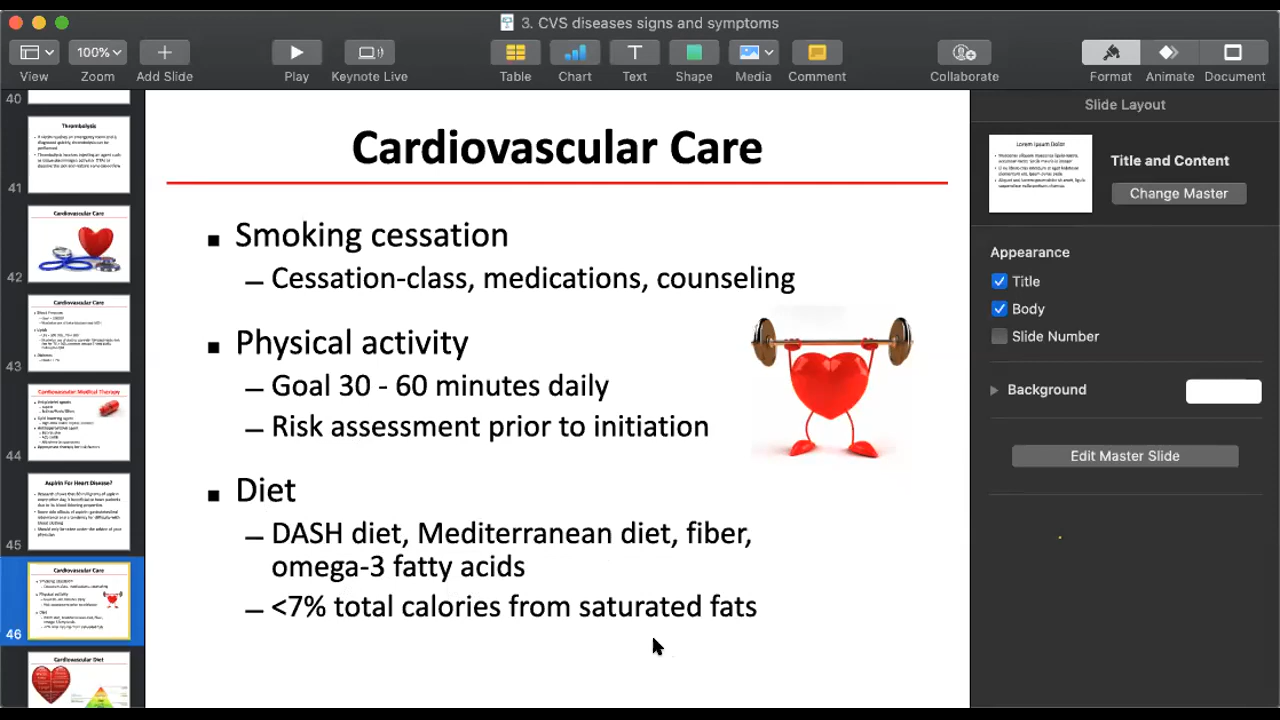 3. CVS diseases signs and symptoms
100%
View
Zoom
Add Slide
Play
Keynote Live
Table
Chart
Text
Shape
Media
Comment
Collaborate
Format
Animate
Document
40
Thrombolysis
41
Cardiovascular Care
42
Cardiovascular Care
43
Cardiovascular Medical Therapy
44
Aspirin For Heart Disease?
45
Cardiovascular Care
46
Cardiovascular Diet
Cardiovascular Care
▪ Smoking cessation
– Cessation-class, medications, counseling
▪ Physical activity
– Goal 30 - 60 minutes daily
– Risk assessment prior to initiation
▪ Diet
– DASH diet, Mediterranean diet, fiber,
omega-3 fatty acids
– <7% total calories from saturated fats
Slide Layout
Lorem Ipsum Dolor
Title and Content
Change Master
Appearance
Title
Body
Slide Number
Background
Edit Master Slide